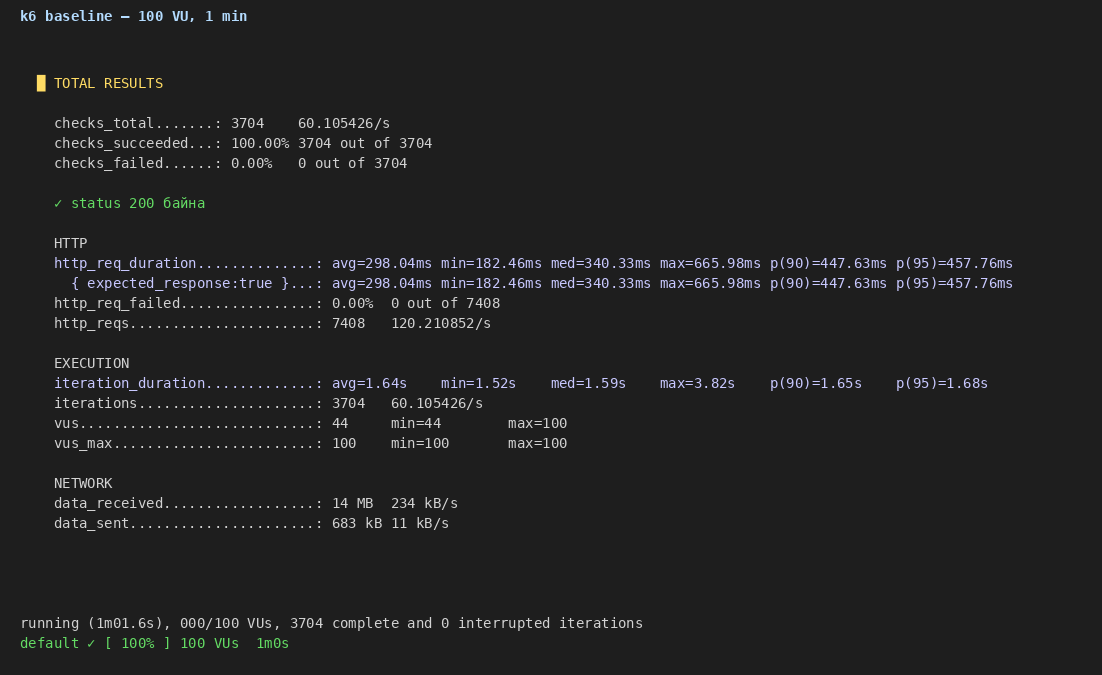 k6 baseline — 100 VU, 1 min
█ TOTAL RESULTS
checks_total.......: 3704    60.105426/s
checks_succeeded...: 100.00% 3704 out of 3704
checks_failed......: 0.00%   0 out of 3704
✓ status 200 байна
HTTP
http_req_duration..............: avg=298.04ms min=182.46ms med=340.33ms max=665.98ms p(90)=447.63ms p(95)=457.76ms
{ expected_response:true }...: avg=298.04ms min=182.46ms med=340.33ms max=665.98ms p(90)=447.63ms p(95)=457.76ms
http_req_failed................: 0.00%  0 out of 7408
http_reqs......................: 7408   120.210852/s
EXECUTION
iteration_duration.............: avg=1.64s    min=1.52s    med=1.59s    max=3.82s    p(90)=1.65s    p(95)=1.68s
iterations.....................: 3704   60.105426/s
vus............................: 44     min=44        max=100
vus_max........................: 100    min=100       max=100
NETWORK
data_received..................: 14 MB  234 kB/s
data_sent......................: 683 kB 11 kB/s
running (1m01.6s), 000/100 VUs, 3704 complete and 0 interrupted iterations
default ✓ [ 100% ] 100 VUs  1m0s